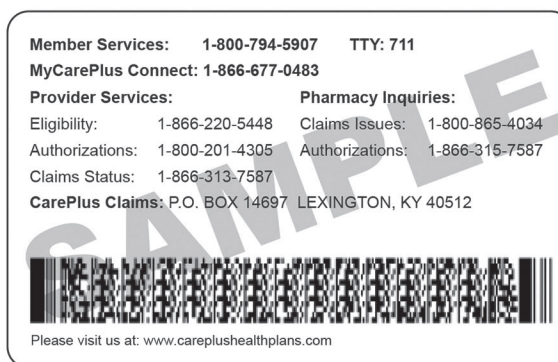 Member Services: 1-800-794-5907 TTY: 711
MyCarePlus Connect: 1-866-677-0483
Provider Services: Pharmacy Inquiries:
Eligibility: 1-866-220-5448 Claims Issues: 1-800-865-4034
Authorizations: 1-800-201-4305 Authorizations: 1-866-315-7587
Claims Status: 1-866-313-7587
CarePlus Claims: P.O. BOX 14697 LEXINGTON, KY 40512
SAMPLE
Please visit us at: www.careplushealthplans.com